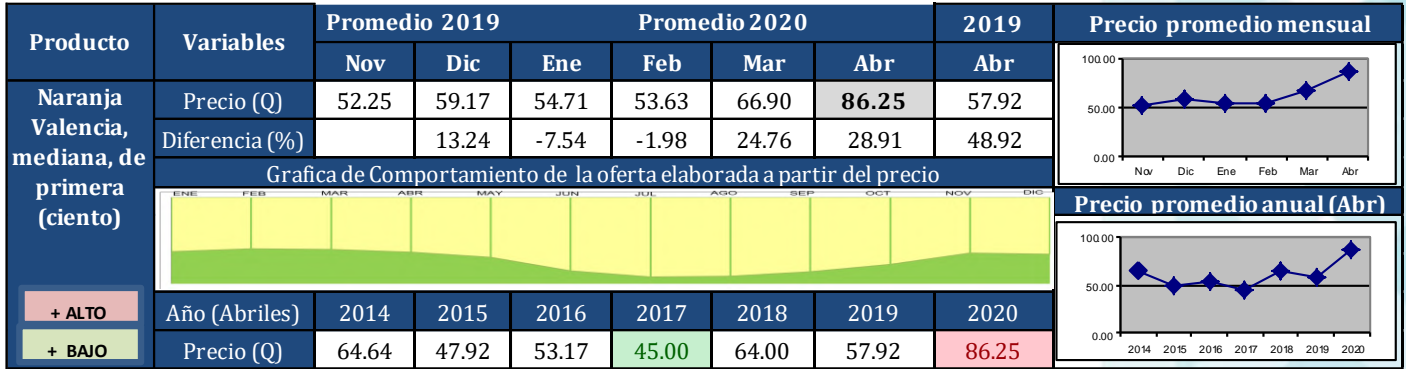 Producto Variables Promedio 2019 Promedio 2020 2019 Precio promedio mensual
Nov Dic Ene Feb Mar Abr Abr
Naranja Valencia, mediana, de primera (ciento)
Precio (Q) 52.25 59.17 54.71 53.63 66.90 86.25 57.92
Diferencia (%) 13.24 -7.54 -1.98 24.76 28.91 48.92
Grafica de Comportamiento de la oferta elaborada a partir del precio
ENE FEB MAR ABR MAY JUN JUL AGO SEP OCT NOV DIC
+ ALTO
+ BAJO
Año (Abriles) 2014 2015 2016 2017 2018 2019 2020
Precio (Q) 64.64 47.92 53.17 45.00 64.00 57.92 86.25
100.00
50.00
0.00
Nov Dic Ene Feb Mar Abr
Precio promedio anual (Abr)
100.00
50.00
0.00
2014 2015 2016 2017 2018 2019 2020